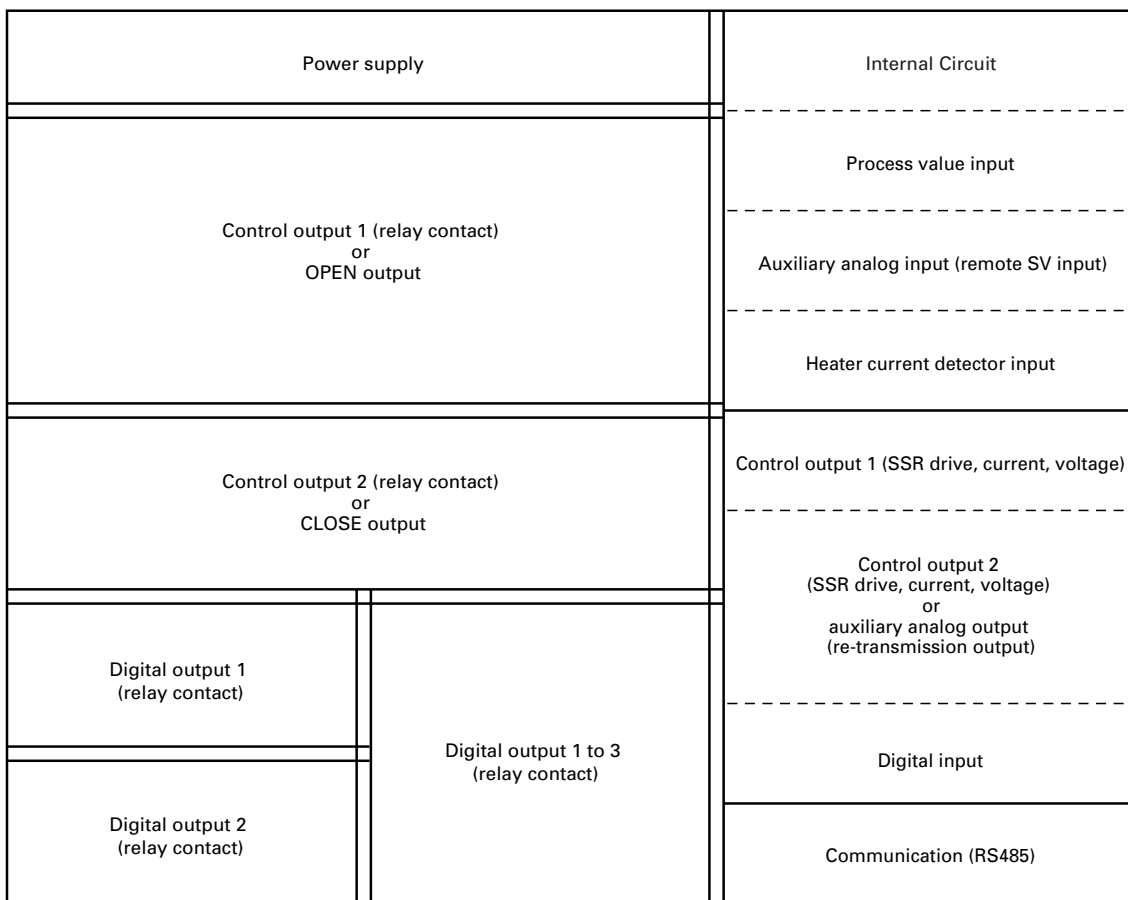 Power supply
Control output 1 (relay contact)
or
OPEN output
Control output 2 (relay contact)
or
CLOSE output
Digital output 1
(relay contact)
Digital output 2
(relay contact)
Digital output 1 to 3
(relay contact)
Internal Circuit
Process value input
Auxiliary analog input (remote SV input)
Heater current detector input
Control output 1 (SSR drive, current, voltage)
Control output 2
(SSR drive, current, voltage)
or
auxiliary analog output
(re-transmission output)
Digital input
Communication (RS485)